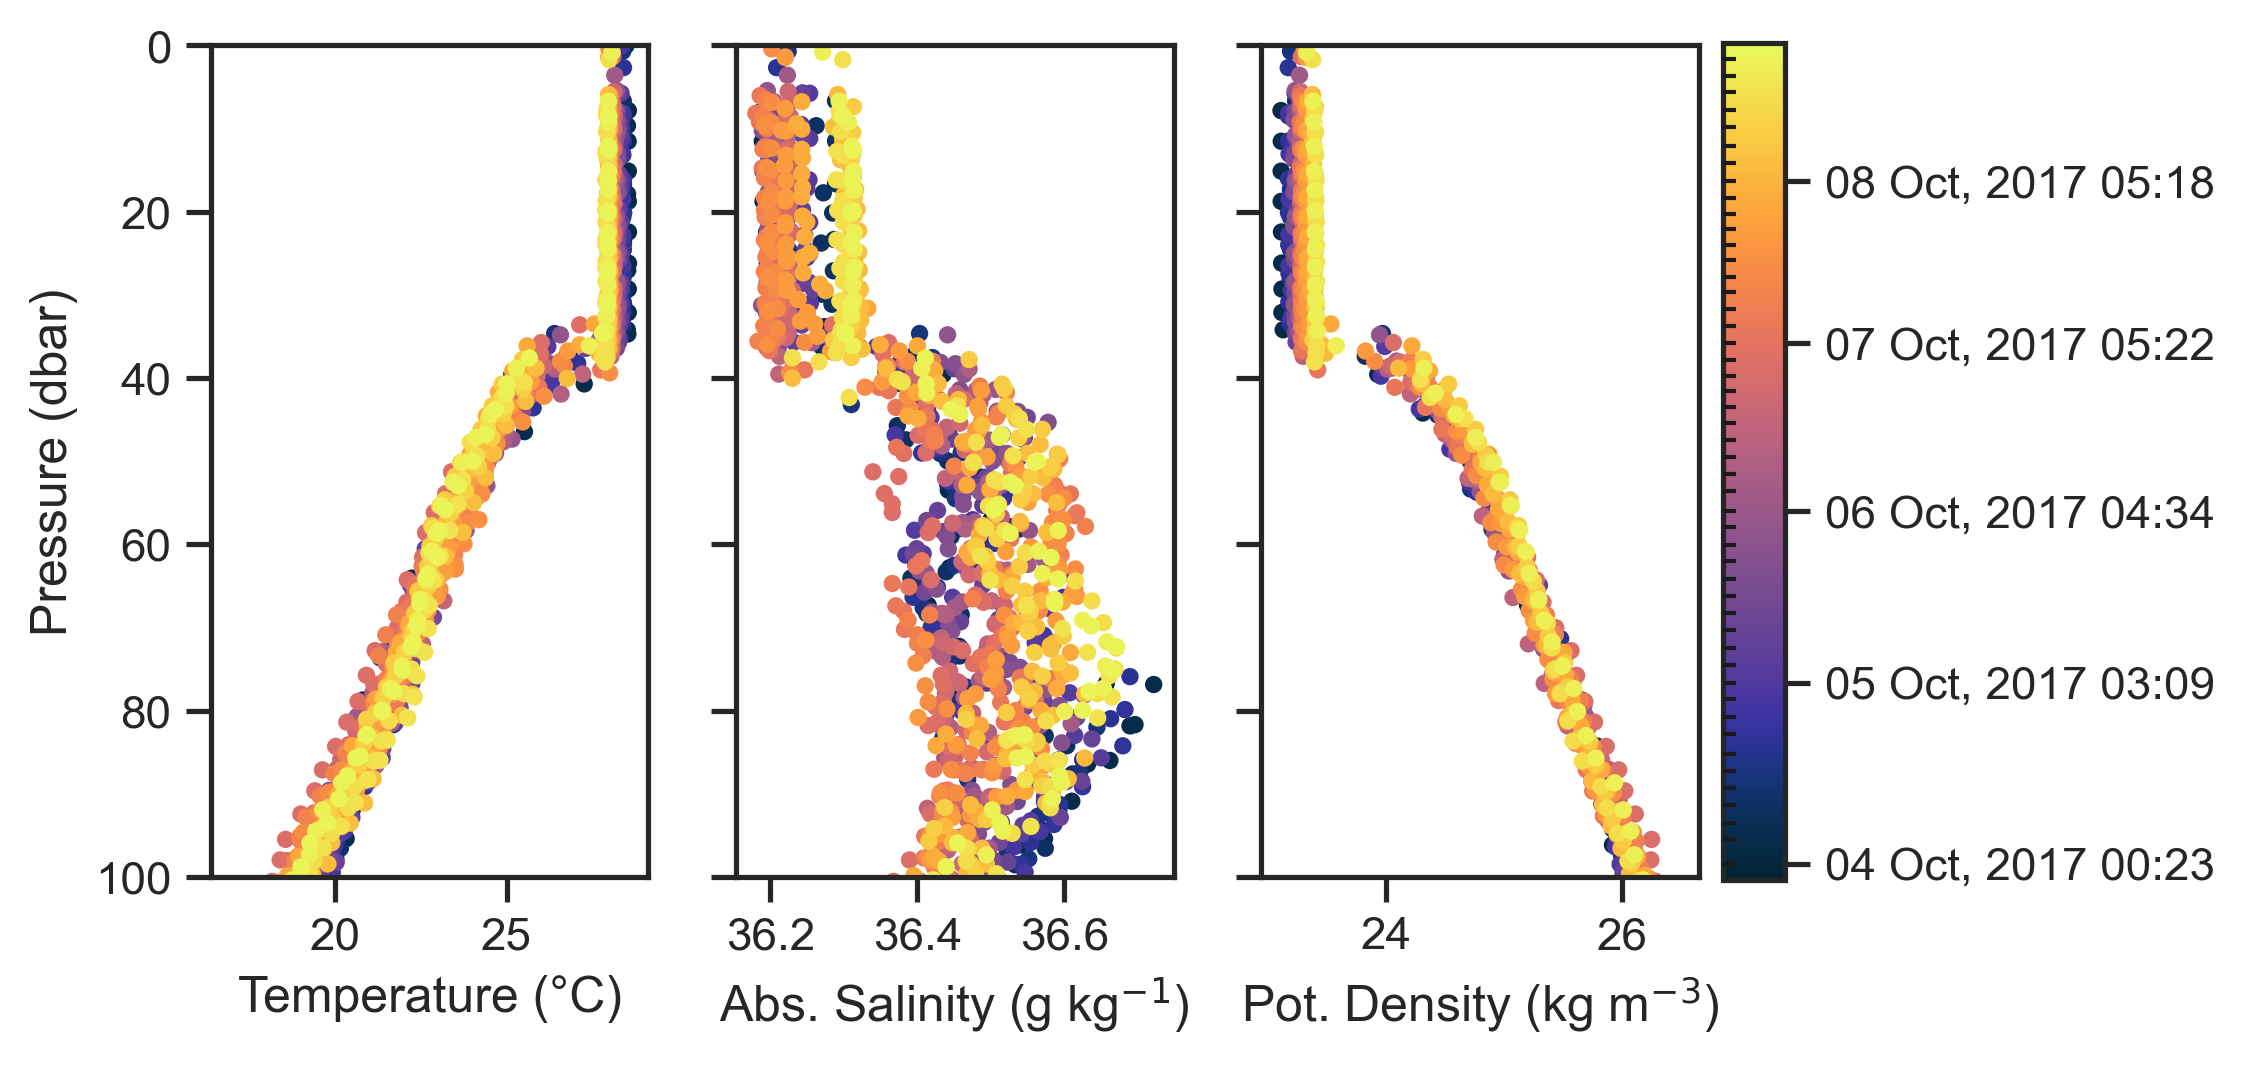 0
20
40
60
80
100
Pressure (dbar)
20 25
Temperature (°C)
36.2 36.4 36.6
Abs. Salinity (g kg⁻¹)
24 26
Pot. Density (kg m⁻³)
08 Oct, 2017 05:18
07 Oct, 2017 05:22
06 Oct, 2017 04:34
05 Oct, 2017 03:09
04 Oct, 2017 00:23